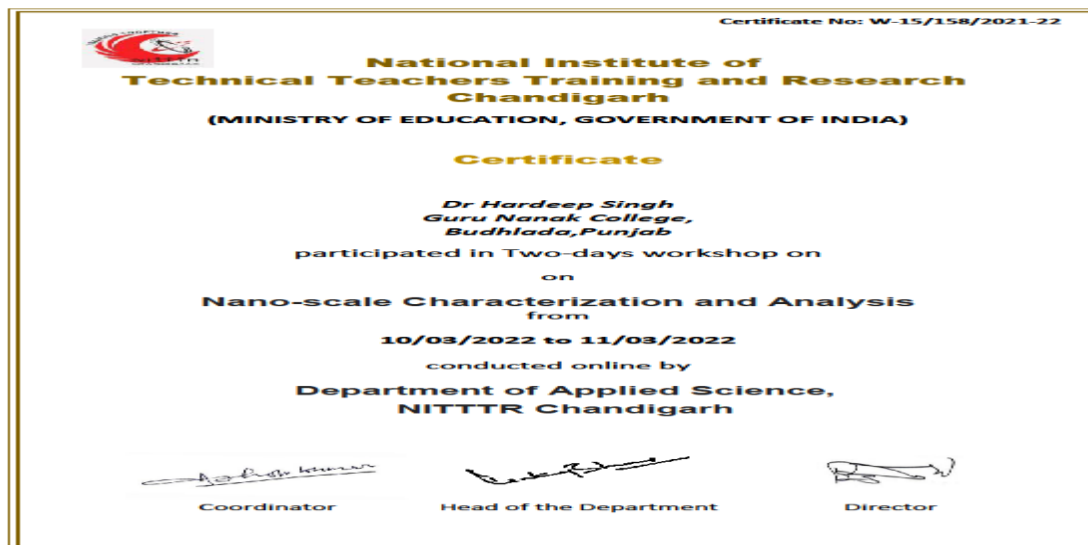 Certificate No: W-15/158/2021-22
NITTTR
National Institute of
Technical Teachers Training and Research
Chandigarh
(MINISTRY OF EDUCATION, GOVERNMENT OF INDIA)
Certificate
Dr Hardeep Singh
Guru Nanak College,
Budhlada,Punjab
participated in Two-days workshop on
on
Nano-scale Characterization and Analysis
from
10/03/2022 to 11/03/2022
conducted online by
Department of Applied Science,
NITTTR Chandigarh
Coordinator Head of the Department Director